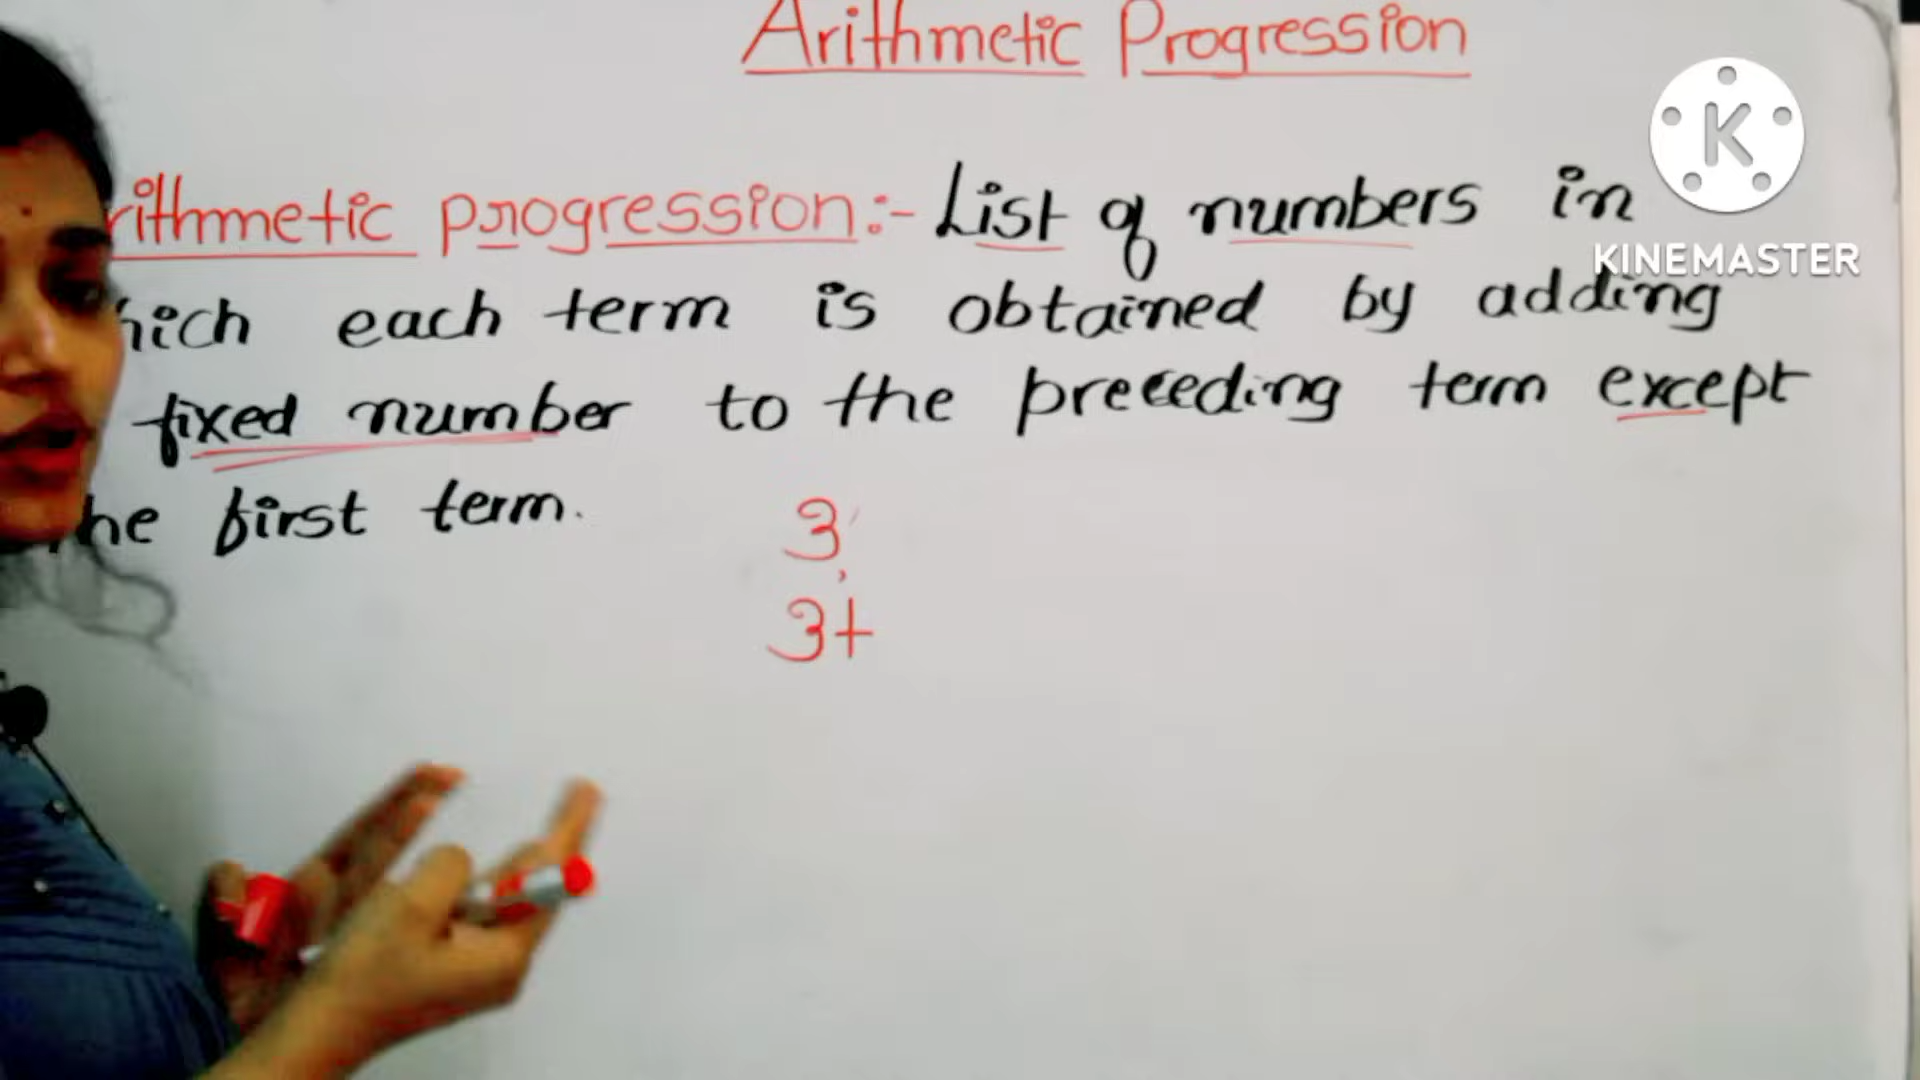 Arithmetic Progression
rithmetic progression:- List of numbers in
hich each term is obtained by adding
fixed number to the preceding term except
he first term.
3,
3+
K
KINEMASTER